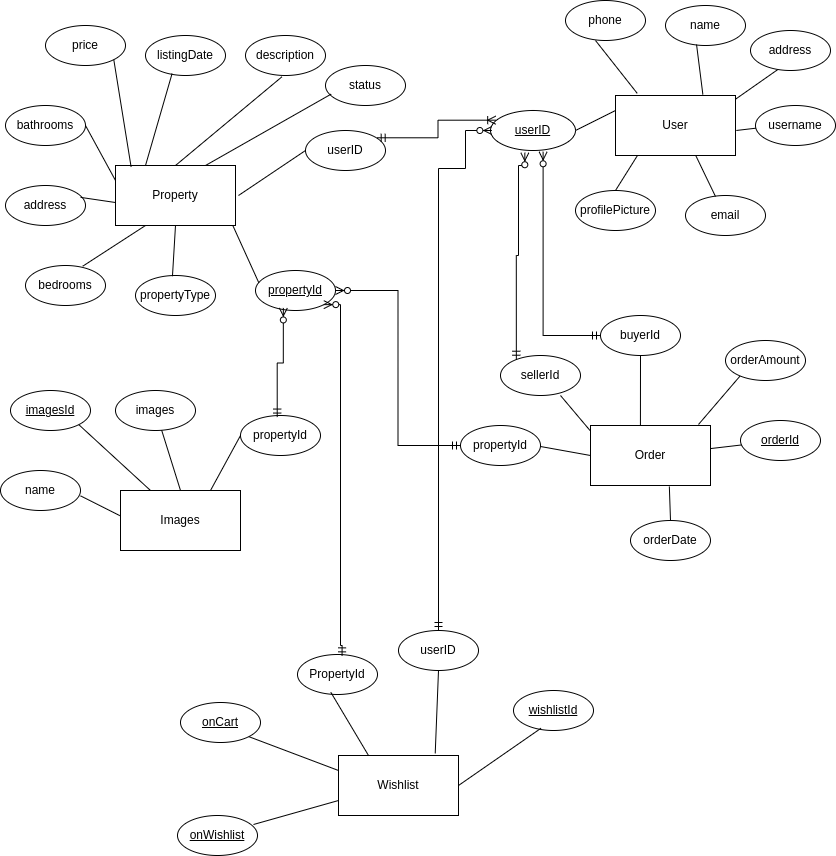 phone
name
price
listingDate
description
address
status
bathrooms
userID
User
username
userID
Property
address
profilePicture
email
bedrooms
propertyType
propertyId
buyerId
orderAmount
sellerId
imagesId
images
propertyId
propertyId
Order
orderId
name
Images
orderDate
userID
PropertyId
wishlistId
onCart
Wishlist
onWishlist